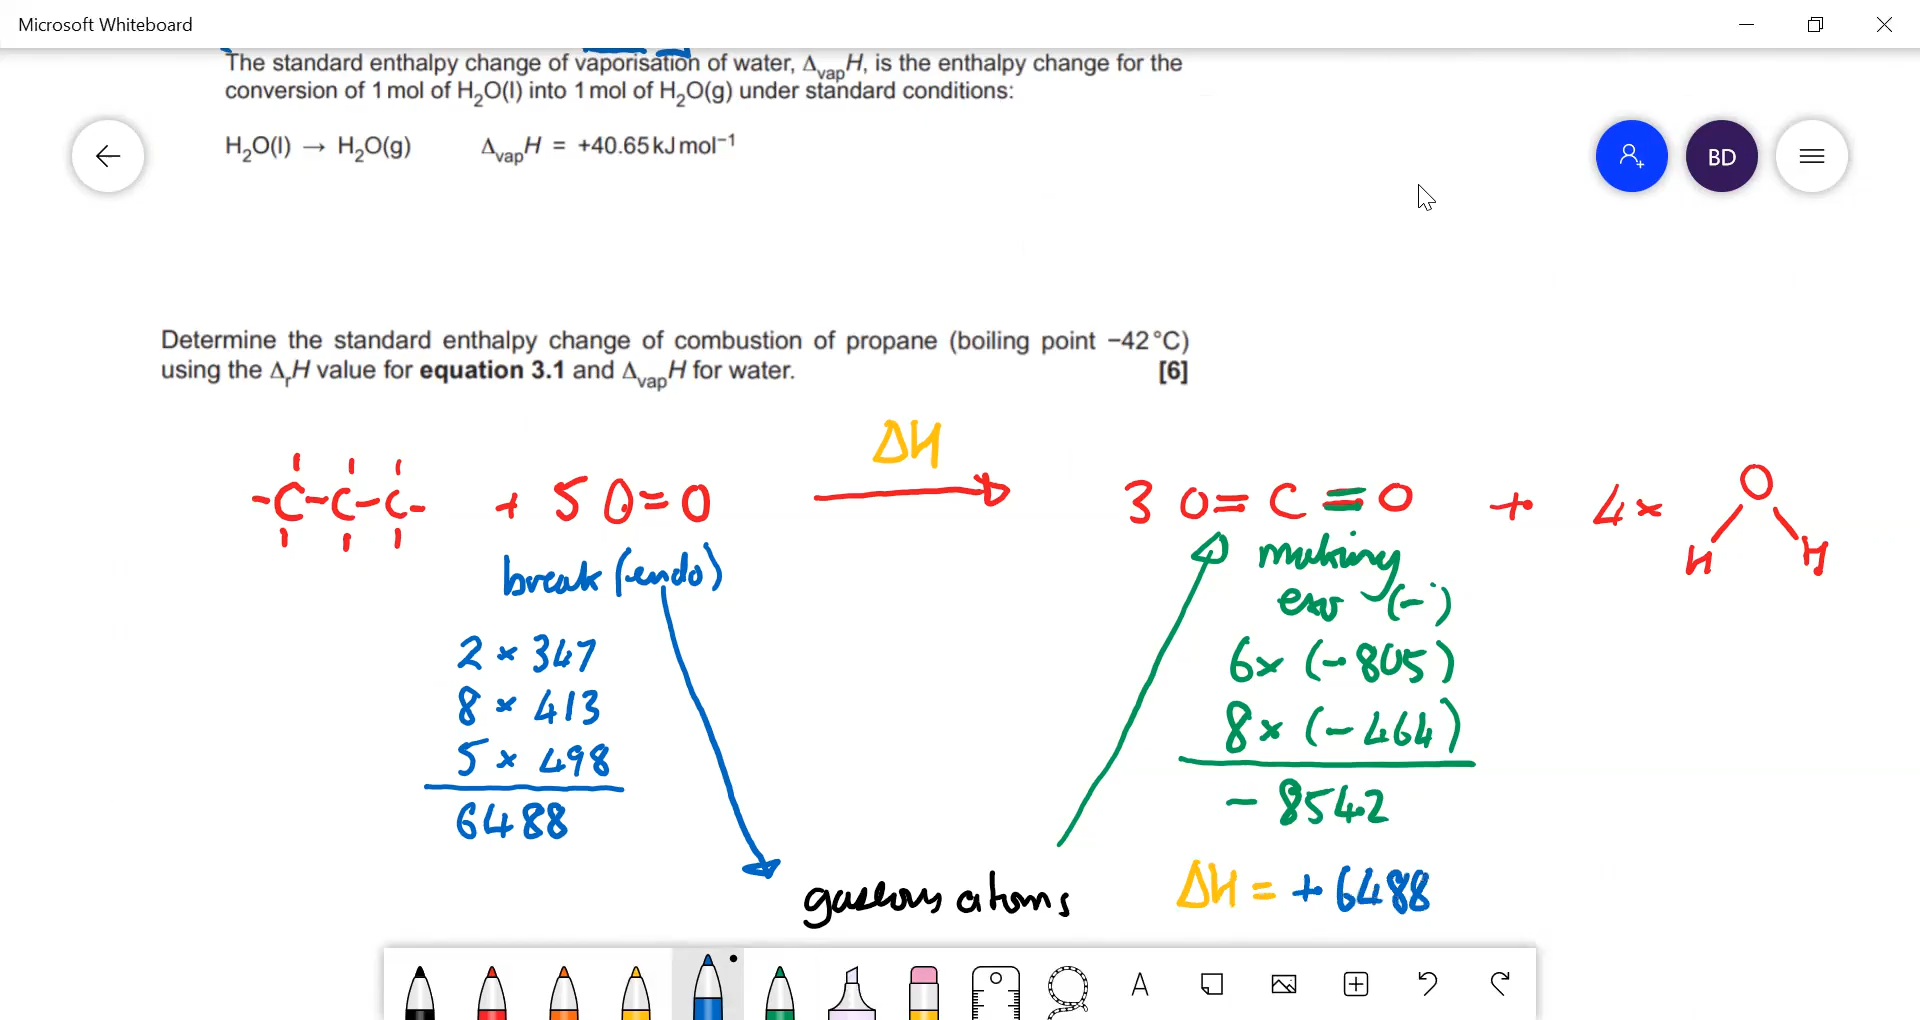 Microsoft Whiteboard
The standard enthalpy change of vaporisation of water, ΔvapH, is the enthalpy change for the
conversion of 1 mol of H₂O(l) into 1 mol of H₂O(g) under standard conditions:
H₂O(l) → H₂O(g) ΔvapH = +40.65 kJ mol⁻¹
BD
Determine the standard enthalpy change of combustion of propane (boiling point −42 °C)
using the ΔrH value for equation 3.1 and ΔvapH for water. [6]
ΔH
-C-C-C- + 5 O=O → 3 O=C=O + 4× O
H H
break (endo)
making
exo (-)
2 × 347
8 × 413
5 × 498
6488
6× (-805)
8× (-464)
- 8542
gaseous atoms
ΔH = + 6488
A